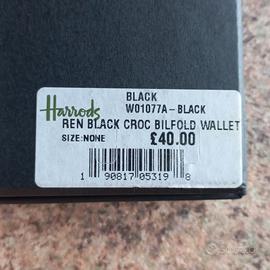 BLACK
W01077A-BLACK
Harrods
REN BLACK CROC BILFOLD WALLET
SIZE:NONE £40.00
1 90817 05319 8